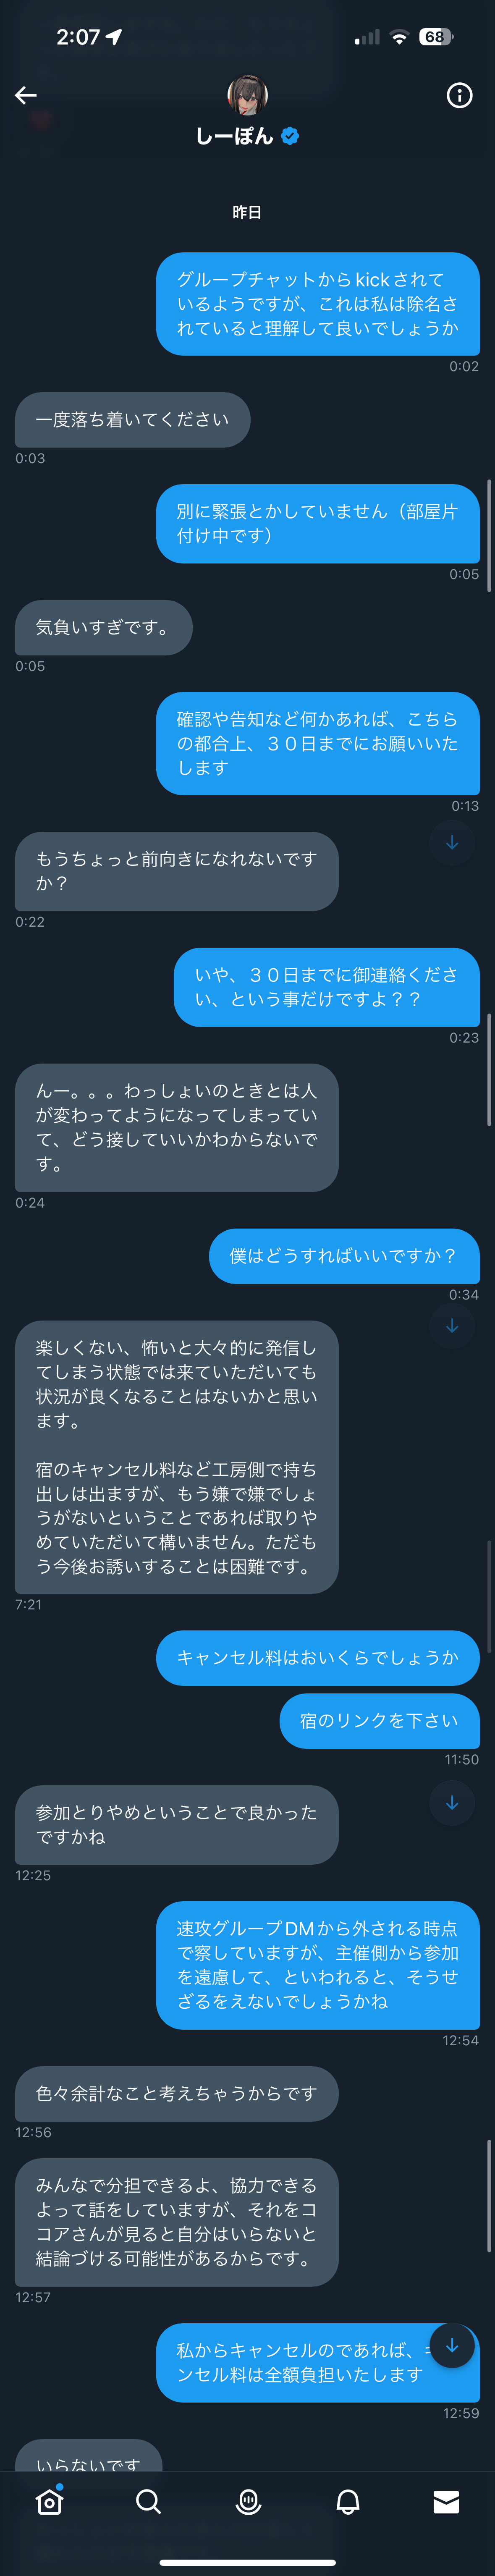 2:07
68
しーぽん
昨日
グループチャットからkickされて
いるようですが、これは私は除名さ
れていると理解して良いでしょうか
0:02
一度落ち着いてください
0:03
別に緊張とかしていません（部屋片
付け中です）
0:05
気負いすぎです。
0:05
確認や告知など何かあれば、こちら
の都合上、３０日までにお願いいた
します
0:13
もうちょっと前向きになれないです
か？
0:22
いや、３０日までに御連絡くださ
い、という事だけですよ？？
0:23
んー。。。わっしょいのときとは人
が変わってようになってしまってい
て、どう接していいかわからないで
す。
0:24
僕はどうすればいいですか？
0:34
楽しくない、怖いと大々的に発信し
てしまう状態では来ていただいても
状況が良くなることはないかと思い
ます。
宿のキャンセル料など工房側で持ち
出しは出ますが、もう嫌で嫌でしょ
うがないということであれば取りや
めていただいて構いません。ただも
う今後お誘いすることは困難です。
7:21
キャンセル料はおいくらでしょうか
宿のリンクを下さい
11:50
参加とりやめということで良かった
ですかね
12:25
速攻グループDMから外される時点
で察していますが、主催側から参加
を遠慮して、といわれると、そうせ
ざるをえないでしょうかね
12:54
色々余計なこと考えちゃうからです
12:56
みんなで分担できるよ、協力できる
よって話をしていますが、それをコ
コアさんが見ると自分はいらないと
結論づける可能性があるからです。
12:57
私からキャンセルのであれば、
ンセル料は全額負担いたします
12:59
いらないです